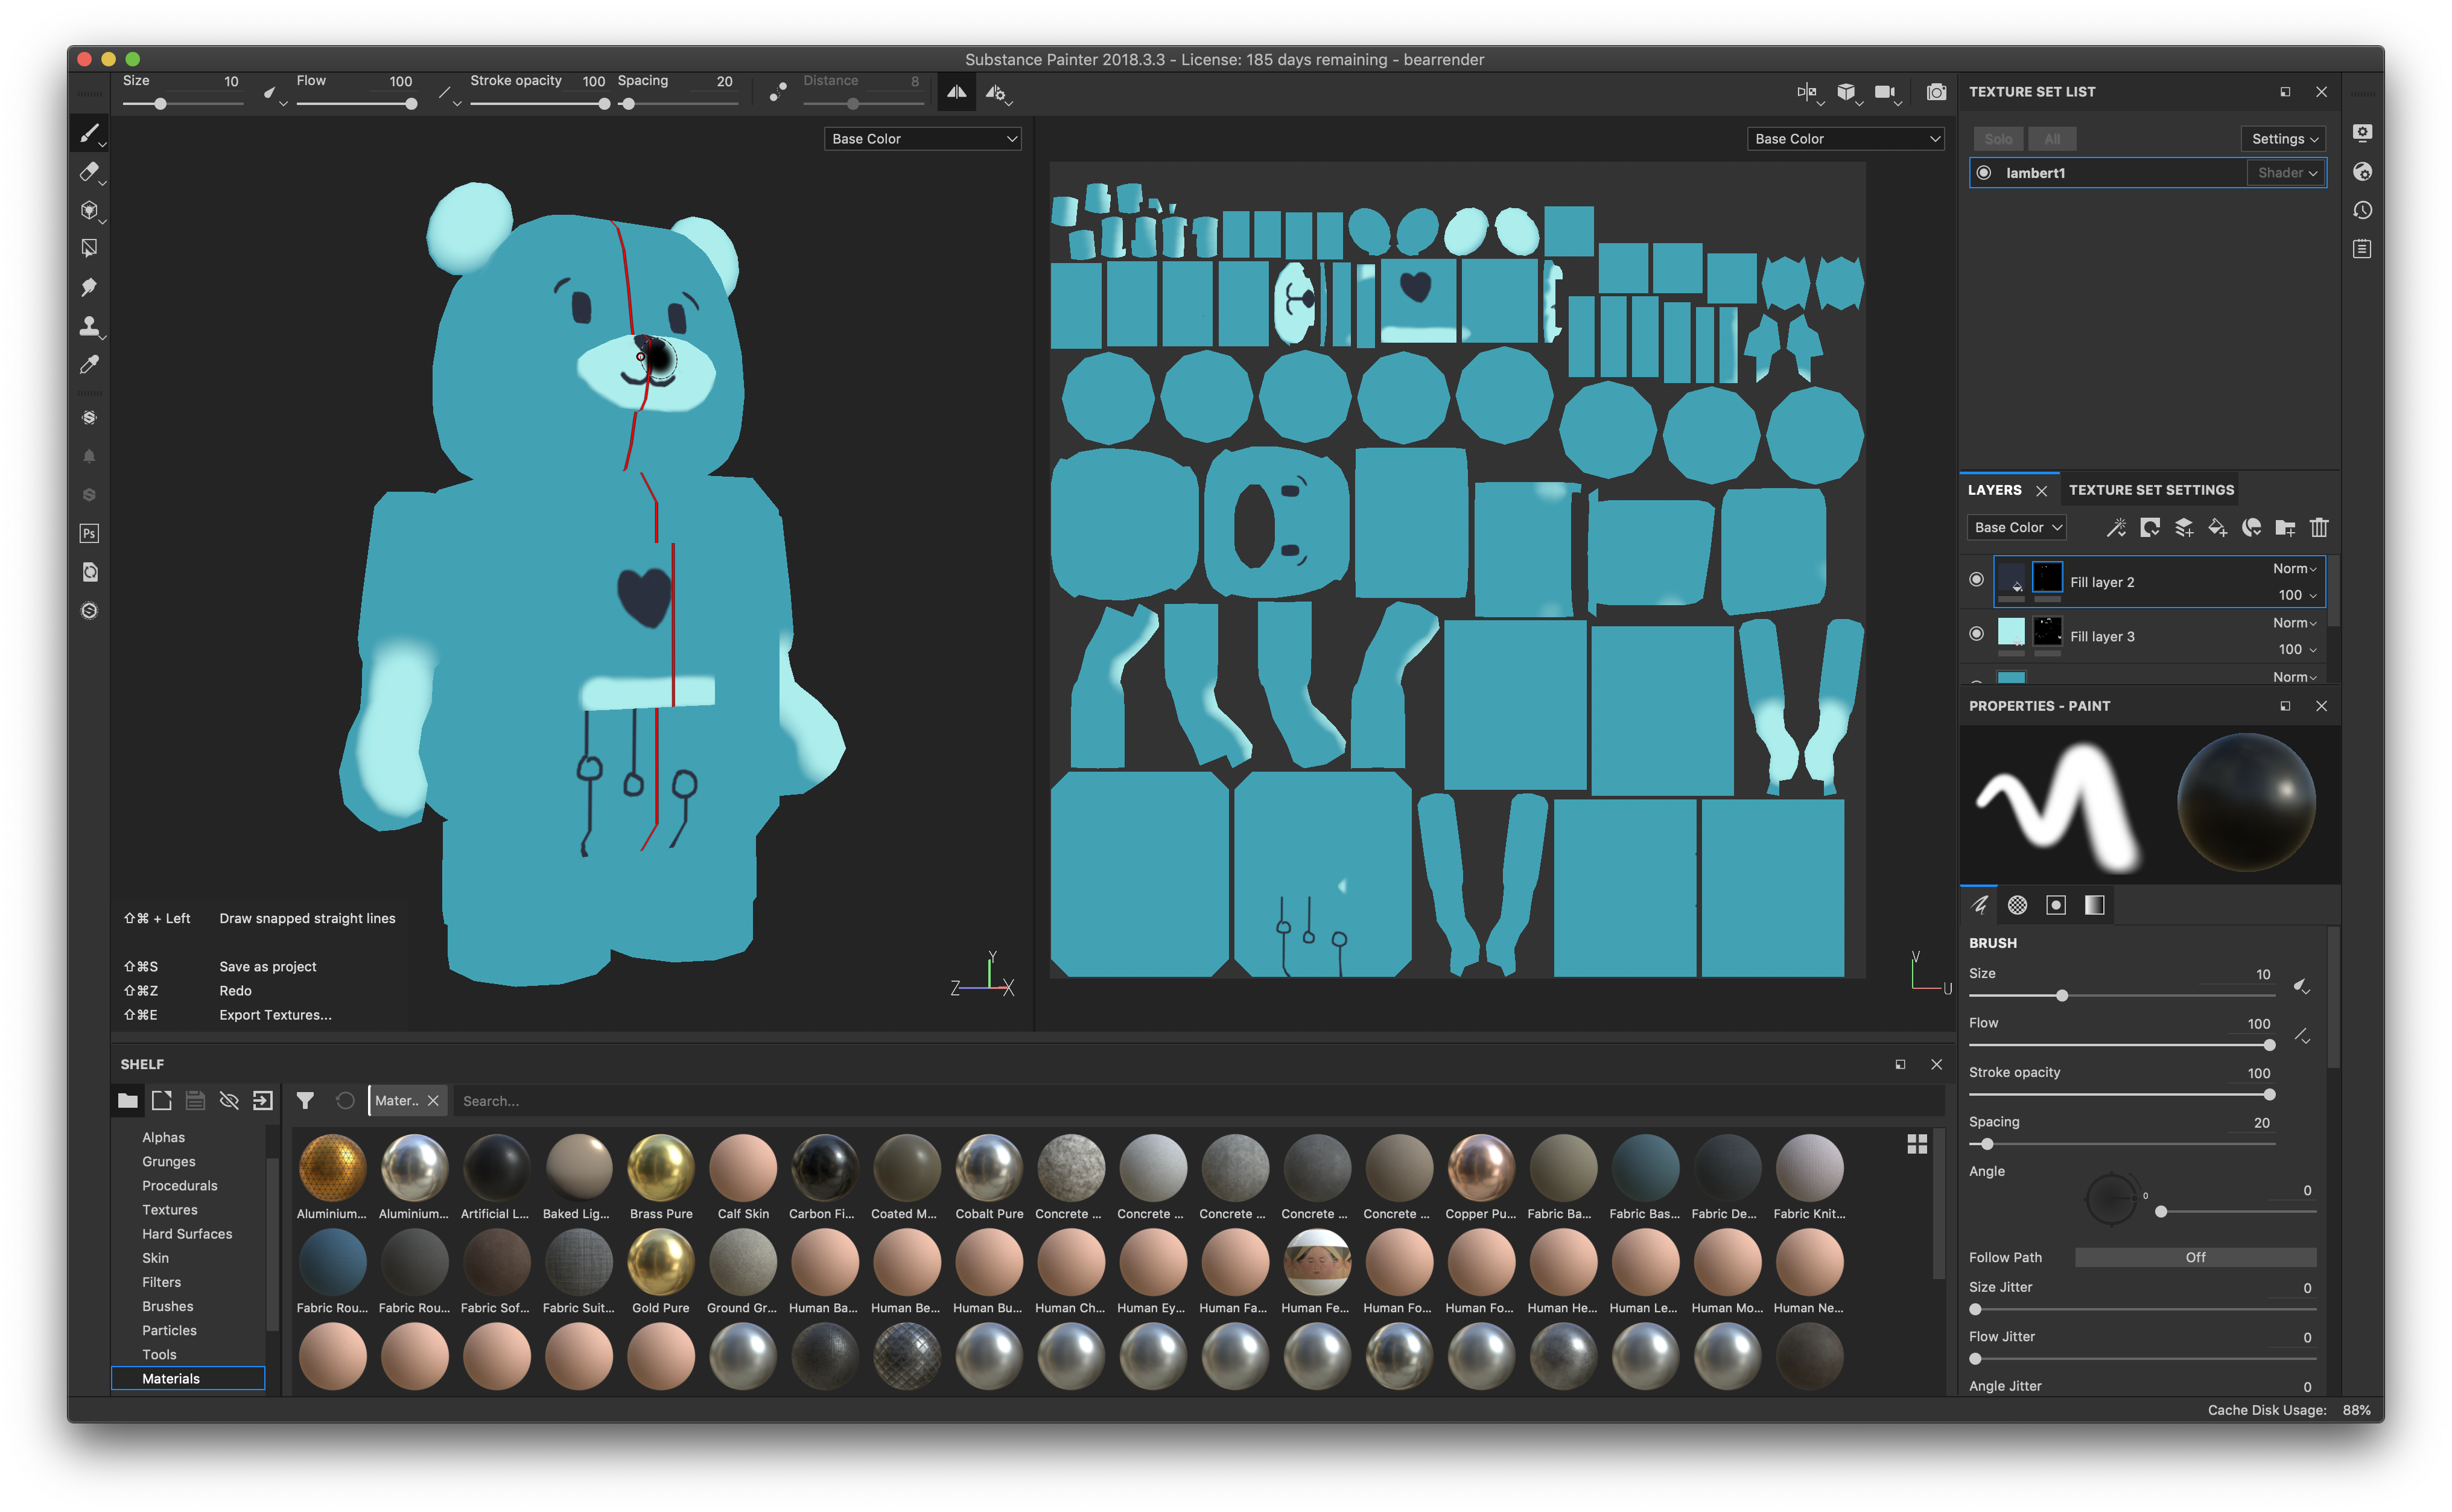 Substance Painter 2018.3.3 - License: 185 days remaining - bearrender
Size 10 Flow 100 Stroke opacity 100 Spacing 20 Distance 8
Base Color
Base Color
⇧⌘ + Left Draw snapped straight lines
⇧⌘S Save as project
⇧⌘Z Redo
⇧⌘E Export Textures...
Y
Z X
V
U
Ps
TEXTURE SET LIST
Solo All Settings
lambert1 Shader
LAYERS TEXTURE SET SETTINGS
Base Color
Norm
Fill layer 2
100
Norm
Fill layer 3
100
Norm
PROPERTIES - PAINT
BRUSH
Size 10
Flow 100
Stroke opacity 100
Spacing 20
Angle 0
0
Follow Path Off
Size Jitter 0
Flow Jitter 0
Angle Jitter 0
SHELF
Mater.. Search...
Alphas
Grunges
Procedurals
Textures
Hard Surfaces
Skin
Filters
Brushes
Particles
Tools
Materials
Aluminium... Aluminium... Artificial L... Baked Lig... Brass Pure Calf Skin Carbon Fi... Coated M... Cobalt Pure Concrete ... Concrete ... Concrete ... Concrete ... Concrete ... Copper Pu... Fabric Ba... Fabric Bas... Fabric De... Fabric Knit...
Fabric Rou... Fabric Rou... Fabric Sof... Fabric Suit... Gold Pure Ground Gr... Human Ba... Human Be... Human Bu... Human Ch... Human Ey... Human Fa... Human Fe... Human Fo... Human Fo... Human He... Human Le... Human Mo... Human Ne...
Cache Disk Usage: 88%